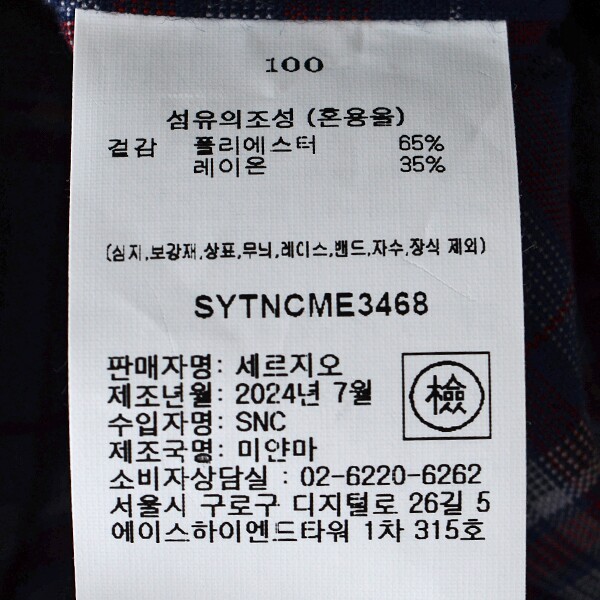 100
섬유의조성 (혼용율)
겉감 폴리에스터 65%
레이온 35%
(심지,보강재,상표,무늬,레이스,밴드,자수,장식 제외)
SYTNCME3468
판매자명: 세르지오
제조년월: 2024년 7월
수입자명: SNC
제조국명: 미얀마
檢
소비자상담실 : 02-6220-6262
서울시 구로구 디지털로 26길 5
에이스하이엔드타워 1차 315호